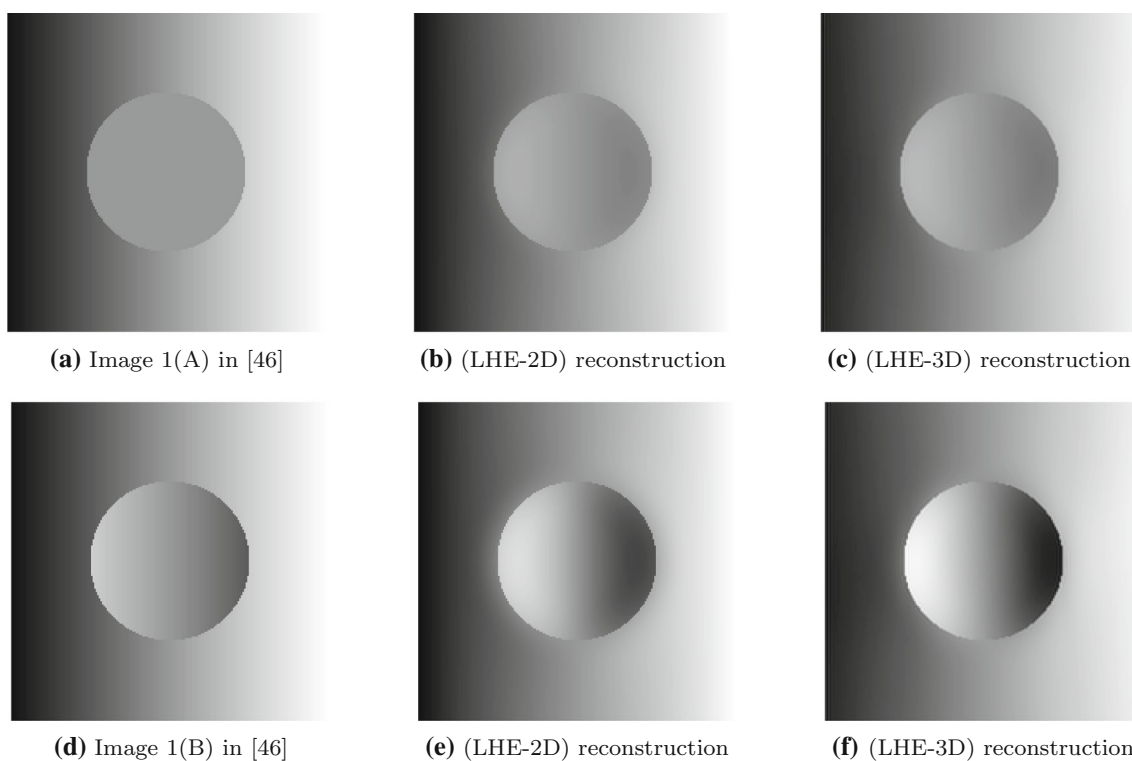 (a) Image 1(A) in [46]
(b) (LHE-2D) reconstruction
(c) (LHE-3D) reconstruction
(d) Image 1(B) in [46]
(e) (LHE-2D) reconstruction
(f) (LHE-3D) reconstruction